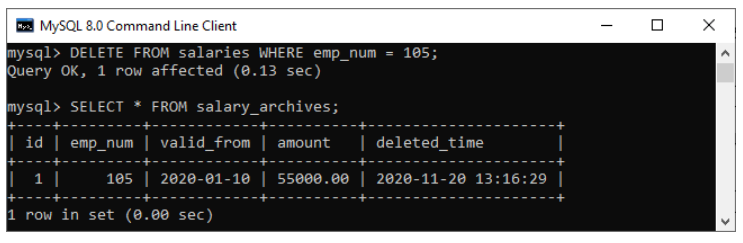 MySQL 8.0 Command Line Client
mysql> DELETE FROM salaries WHERE emp_num = 105;
Query OK, 1 row affected (0.13 sec)
mysql> SELECT * FROM salary_archives;
+----+---------+------------+----------+---------------------+
| id | emp_num | valid_from | amount   | deleted_time        |
+----+---------+------------+----------+---------------------+
|  1 |     105 | 2020-01-10 | 55000.00 | 2020-11-20 13:16:29 |
+----+---------+------------+----------+---------------------+
1 row in set (0.00 sec)